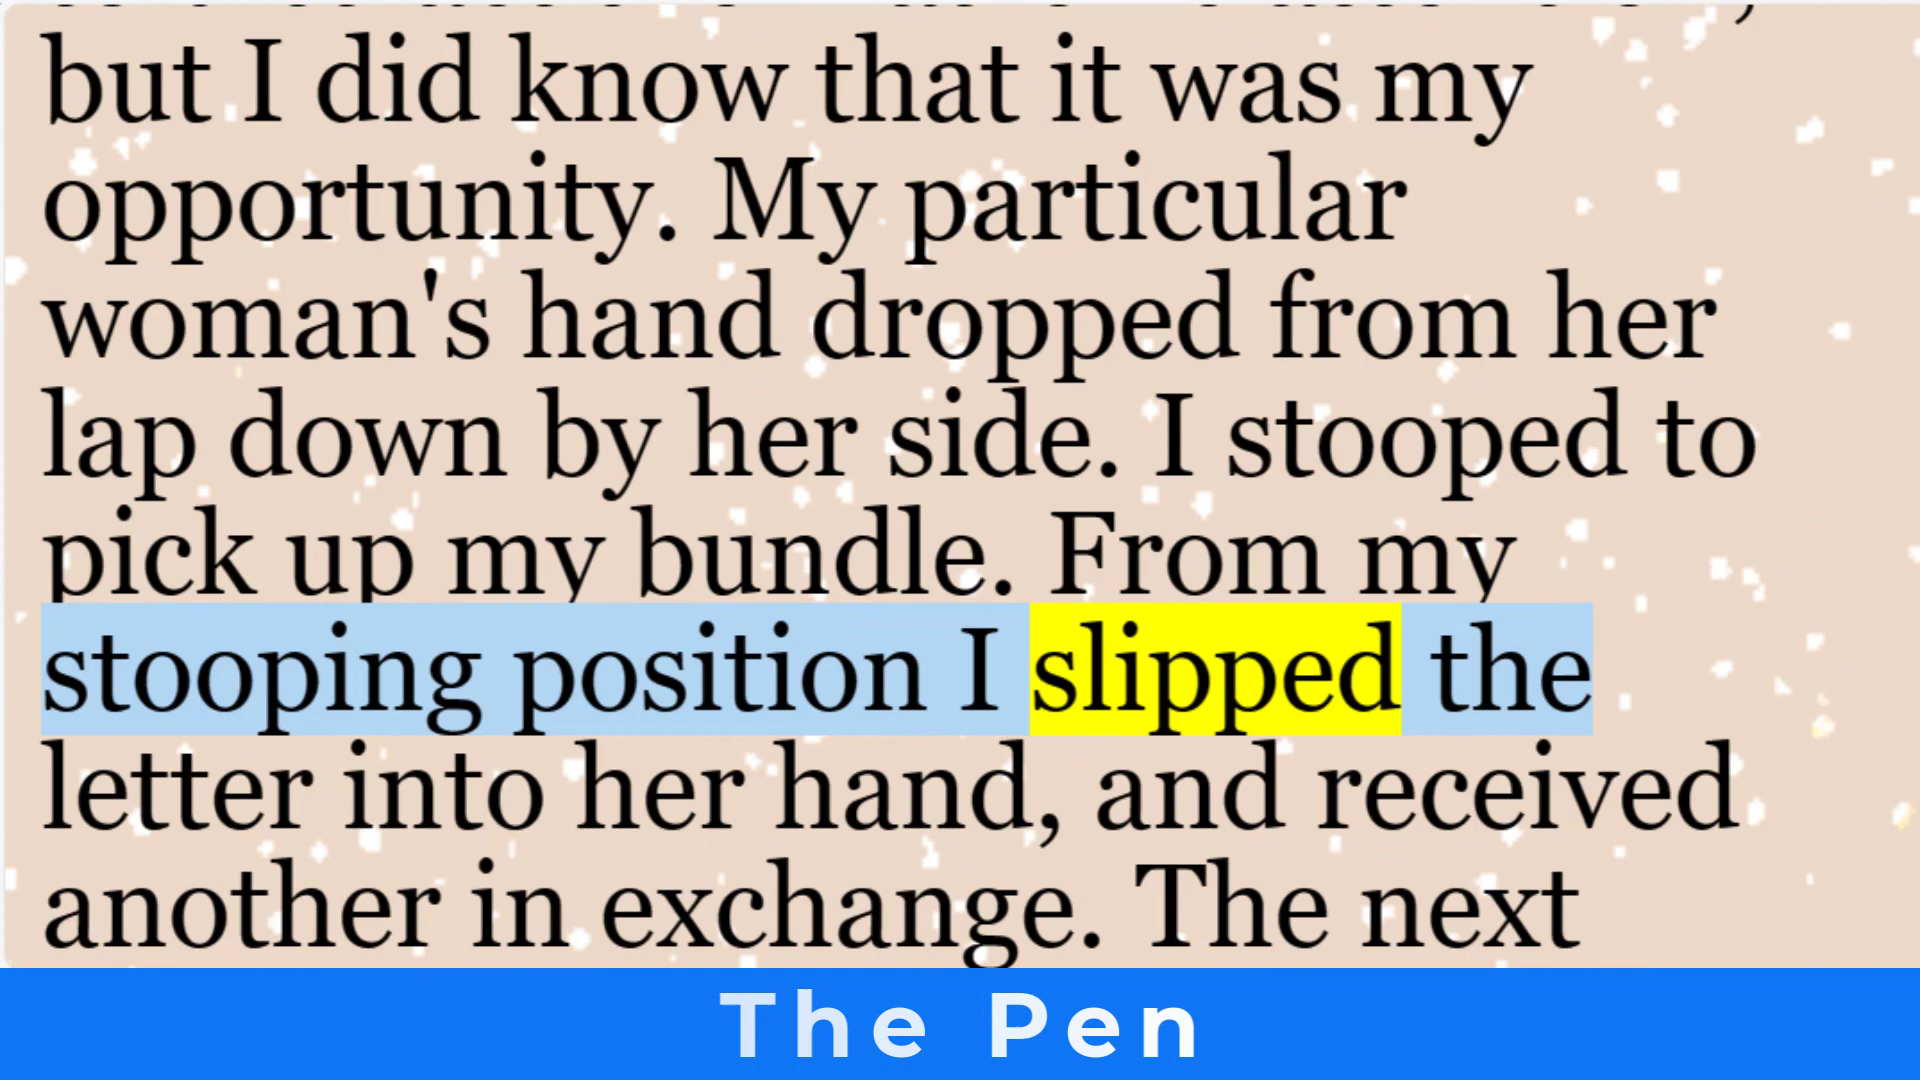 but I did know that it was my
opportunity. My particular
woman's hand dropped from her
lap down by her side. I stooped to
pick up my bundle. From my
stooping position I slipped the
letter into her hand, and received
another in exchange. The next
The Pen